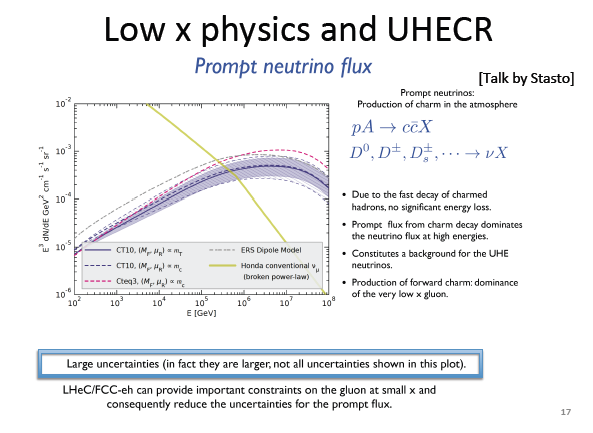 Low x physics and UHECR
Prompt neutrino flux
[Talk by Stasto]
Prompt neutrinos:
Production of charm in the atmosphere
pA → cc̄X
D⁰, D±, Dₛ±, ⋯ → νX
10⁻²
10⁻³
10⁻⁴
10⁻⁵
10⁻⁶
E³ dN/dE GeV² cm⁻² s⁻¹ sr⁻¹
CT10, (M_F, μ_R) ∝ m_T
CT10, (M_F, μ_R) ∝ m_c
Cteq3, (M_F, μ_R) ∝ m_c
ERS Dipole Model
Honda conventional ν_μ
(broken power-law)
10² 10³ 10⁴ 10⁵ 10⁶ 10⁷ 10⁸
E [GeV]
• Due to the fast decay of charmed
hadrons, no significant energy loss.
• Prompt flux from charm decay dominates
the neutrino flux at high energies.
• Constitutes a background for the UHE
neutrinos.
• Production of forward charm: dominance
of the very low x gluon.
Large uncertainties (in fact they are larger, not all uncertainties shown in this plot).
LHeC/FCC-eh can provide important constraints on the gluon at small x and
consequently reduce the uncertainties for the prompt flux.
17